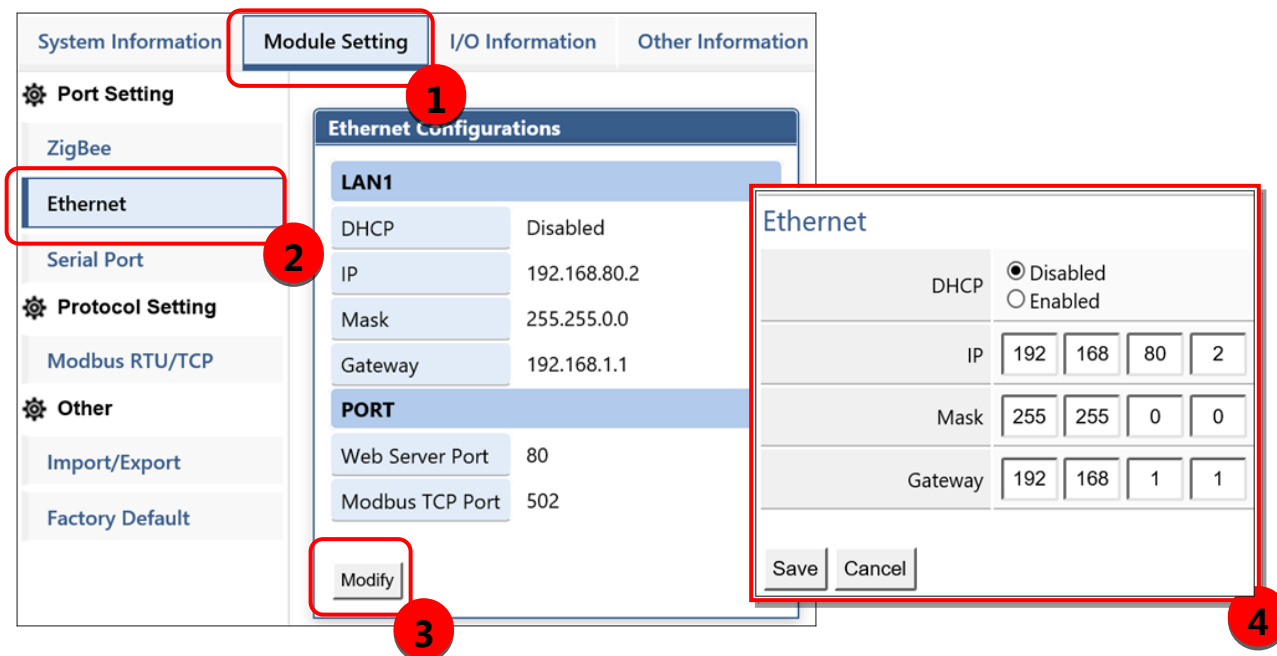 System Information Module Setting I/O Information Other Information
1
Port Setting
ZigBee
Ethernet
2
Serial Port
Protocol Setting
Modbus RTU/TCP
Other
Import/Export
Factory Default
Ethernet Configurations
LAN1
DHCP Disabled
IP 192.168.80.2
Mask 255.255.0.0
Gateway 192.168.1.1
PORT
Web Server Port 80
Modbus TCP Port 502
Modify
3
Ethernet
DHCP Disabled
Enabled
IP 192 168 80 2
Mask 255 255 0 0
Gateway 192 168 1 1
Save Cancel
4